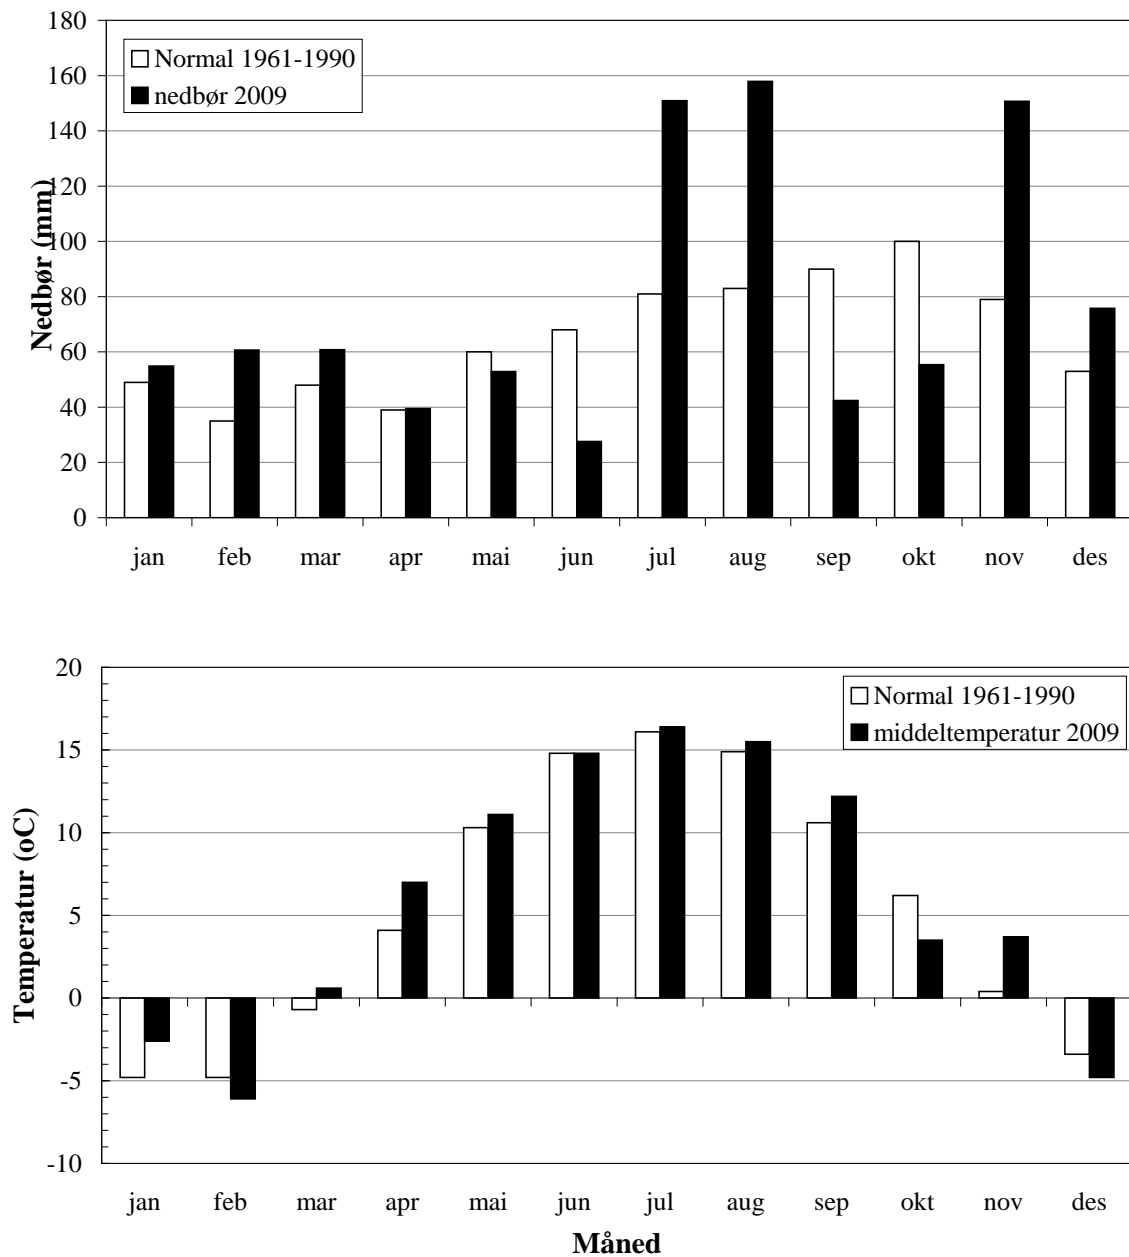 180
160
140
120
100
80
60
40
20
0
Nedbør (mm)
Normal 1961-1990
nedbør 2009
jan feb mar apr mai jun jul aug sep okt nov des
20
15
10
5
0
-5
-10
Temperatur (oC)
Normal 1961-1990
middeltemperatur 2009
jan feb mar apr mai jun jul aug sep okt nov des
Måned